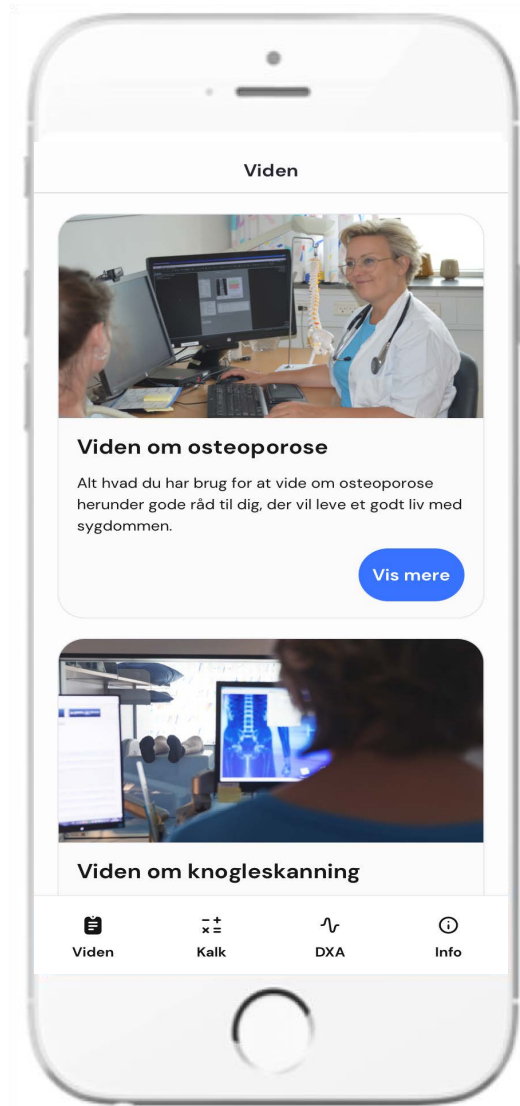 Viden
Viden om osteoporose
Alt hvad du har brug for at vide om osteoporose
herunder gode råd til dig, der vil leve et godt liv med
sygdommen.
Vis mere
Viden om knogleskanning
Viden
Kalk
DXA
Info